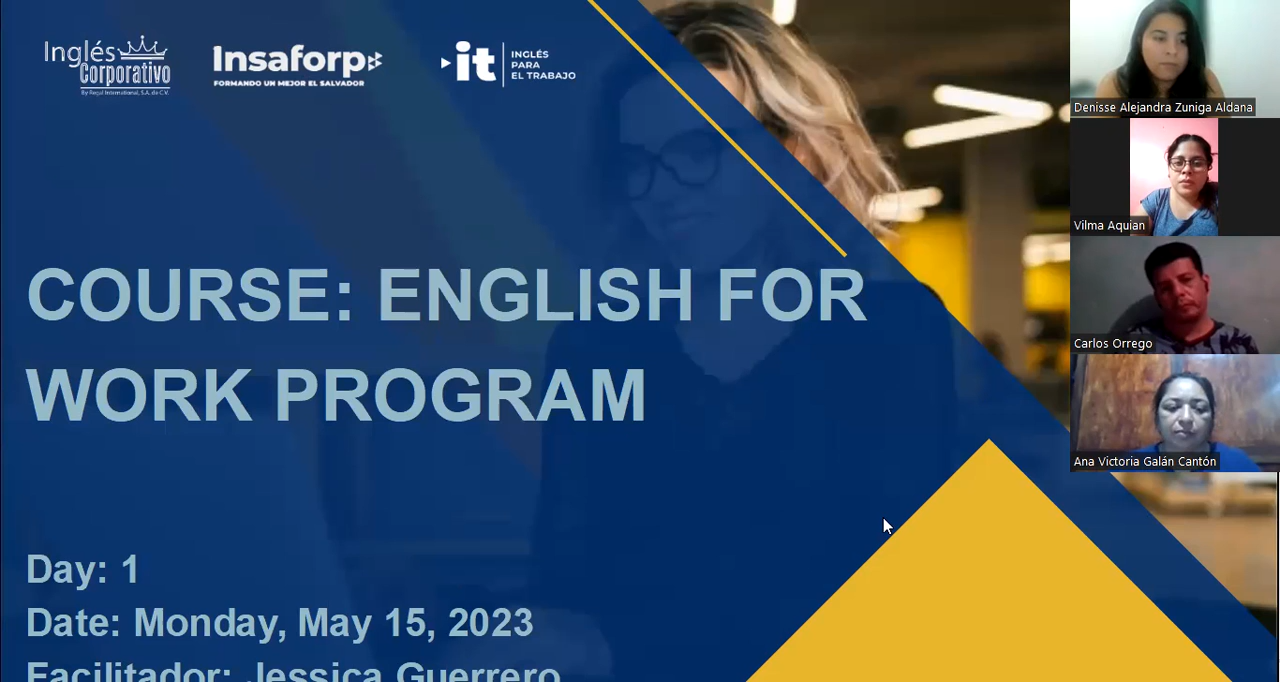 Inglés
Corporativo
By Regal International, S.A. de C.V.
Insaforp
FORMANDO UN MEJOR EL SALVADOR
it
INGLÉS
PARA
EL TRABAJO
COURSE: ENGLISH FOR
WORK PROGRAM
Day: 1
Date: Monday, May 15, 2023
Facilitador: Jessica Guerrero
Denisse Alejandra Zuniga Aldana
Vilma Aquian
Carlos Orrego
Ana Victoria Galán Cantón